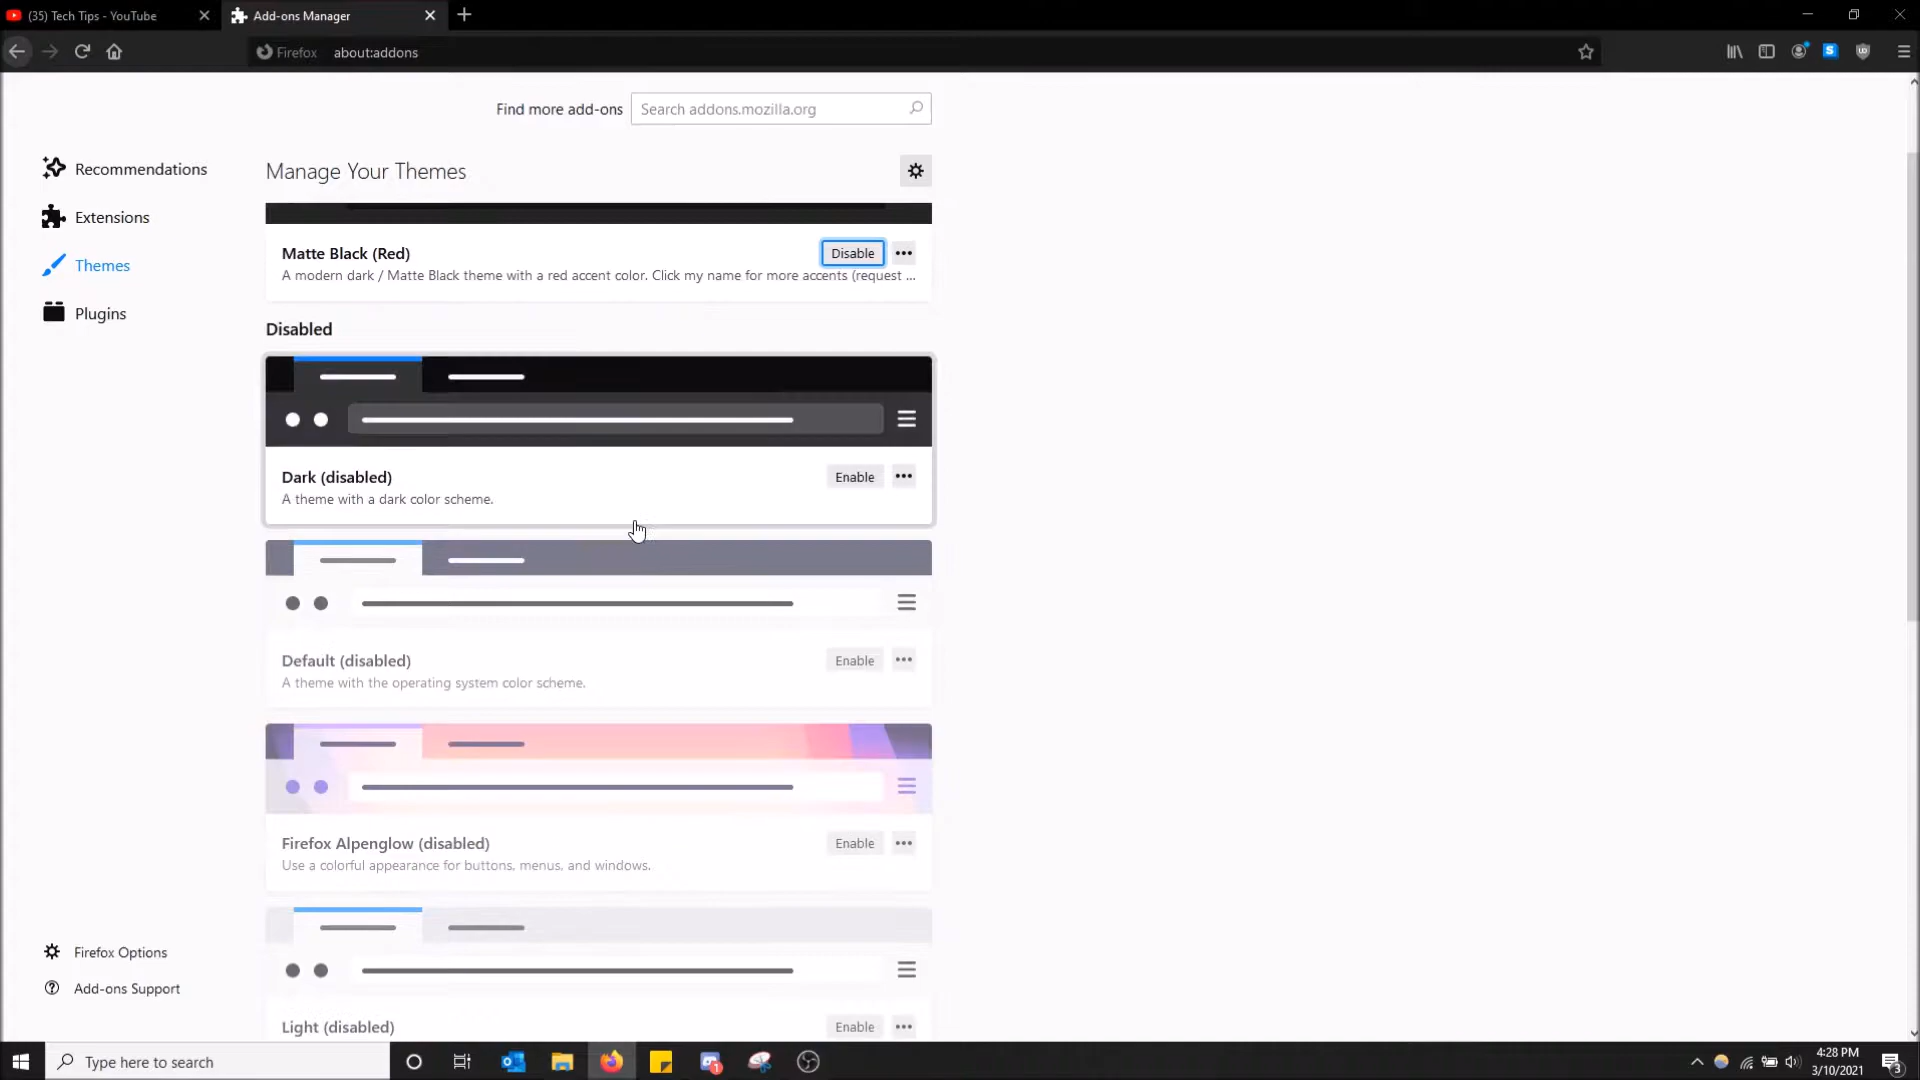 (35) Tech Tips - YouTube
Add-ons Manager
Firefox
about:addons
Find more add-ons
Search addons.mozilla.org
Recommendations
Extensions
Themes
Plugins
Manage Your Themes
Matte Black (Red)
Disable
A modern dark / Matte Black theme with a red accent color. Click my name for more accents (request ...
Disabled
Dark (disabled)
Enable
A theme with a dark color scheme.
Default (disabled)
Enable
A theme with the operating system color scheme.
Firefox Alpenglow (disabled)
Enable
Use a colorful appearance for buttons, menus, and windows.
Light (disabled)
Enable
Firefox Options
Add-ons Support
Type here to search
1
4:28 PM
3/10/2021
3